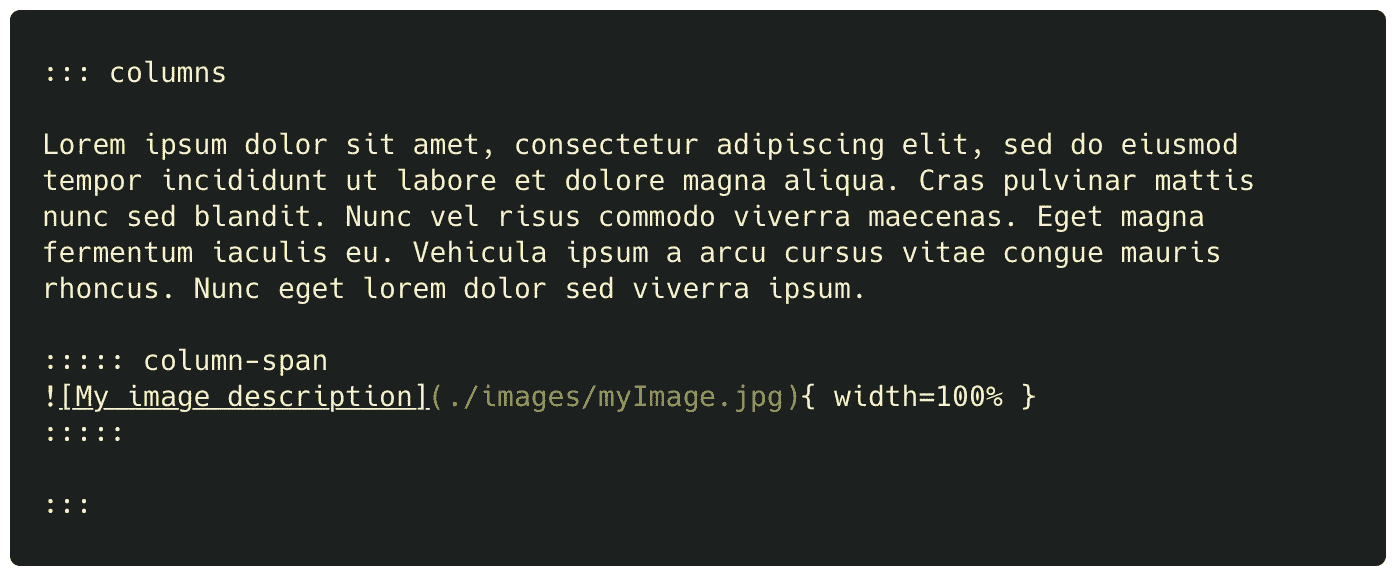 ::: columns
Lorem ipsum dolor sit amet, consectetur adipiscing elit, sed do eiusmod
tempor incididunt ut labore et dolore magna aliqua. Cras pulvinar mattis
nunc sed blandit. Nunc vel risus commodo viverra maecenas. Eget magna
fermentum iaculis eu. Vehicula ipsum a arcu cursus vitae congue mauris
rhoncus. Nunc eget lorem dolor sed viverra ipsum.
::::: column-span
![My image description](./images/myImage.jpg){ width=100% }
:::::
:::